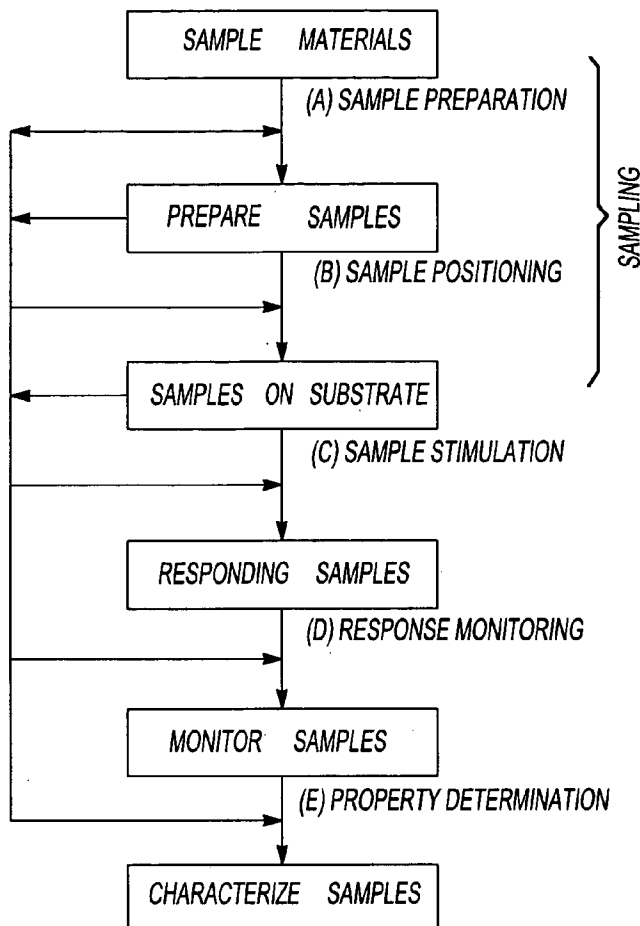 SAMPLE MATERIALS
(A) SAMPLE PREPARATION
PREPARE SAMPLES
(B) SAMPLE POSITIONING
SAMPLING
SAMPLES ON SUBSTRATE
(C) SAMPLE STIMULATION
RESPONDING SAMPLES
(D) RESPONSE MONITORING
MONITOR SAMPLES
(E) PROPERTY DETERMINATION
CHARACTERIZE SAMPLES